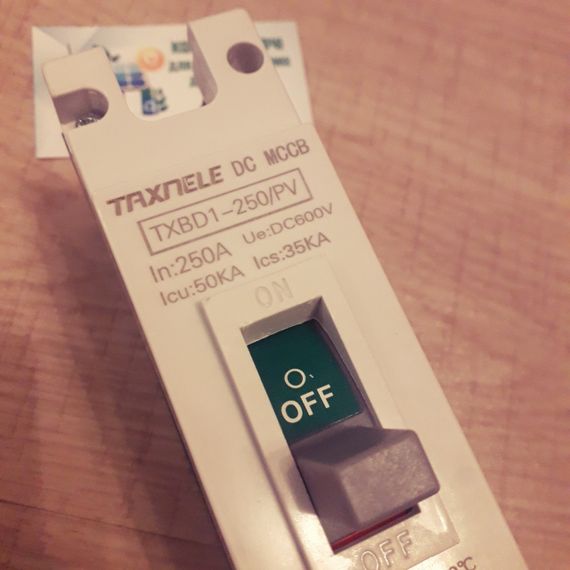 TAXNELE DC MCCB
TXBD1-250/PV
In:250A Ue:DC600V
Icu:50KA Ics:35KA
ON
OFF
OFF